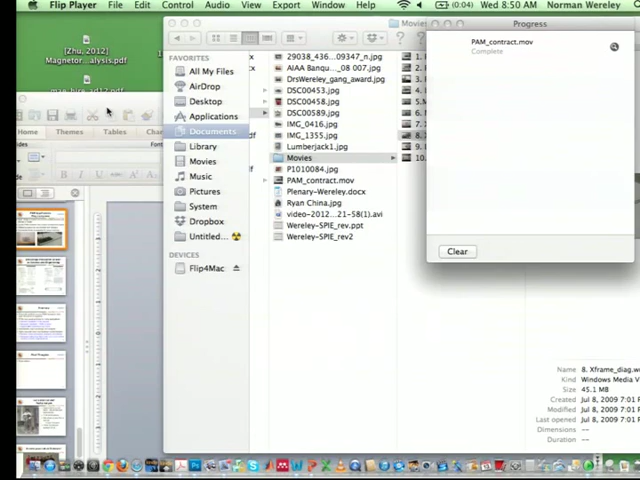 Flip Player File Edit Control Audio View Export Window Help Wed 8:50 AM Norman Wereley
Progress
PAM_contract.mov
Complete
Clear
[Zhu, 2012]
Magnetor...alysis.pdf
Home Themes Tables
FAVORITES
All My Files
AirDrop
Desktop
Applications
Documents
Library
Movies
Music
Pictures
System
Dropbox
Untitled...
DEVICES
Flip4Mac
29038_436...09347_n.jpg
AIAA Banqu..._08 007.jpg
DrsWereley_gang_award.jpg
DSC00453.jpg
DSC00458.jpg
DSC00589.jpg
IMG_0416.jpg
IMG_1355.jpg
Lumberjack1.jpg
Movies
P1010084.jpg
PAM_contract.mov
Plenary-Wereley.docx
Ryan China.jpg
video-2012...21-58(1).avi
Wereley-SPIE_rev.ppt
Wereley-SPIE_rev2
Name 8. Xframe_diag.w
Kind Windows Media V
Size 45.1 MB
Created Jul 8, 2009 7:01
Modified Jul 8, 2009 7:01
Last opened Jul 8, 2009 7:01
Dimensions --
Duration --